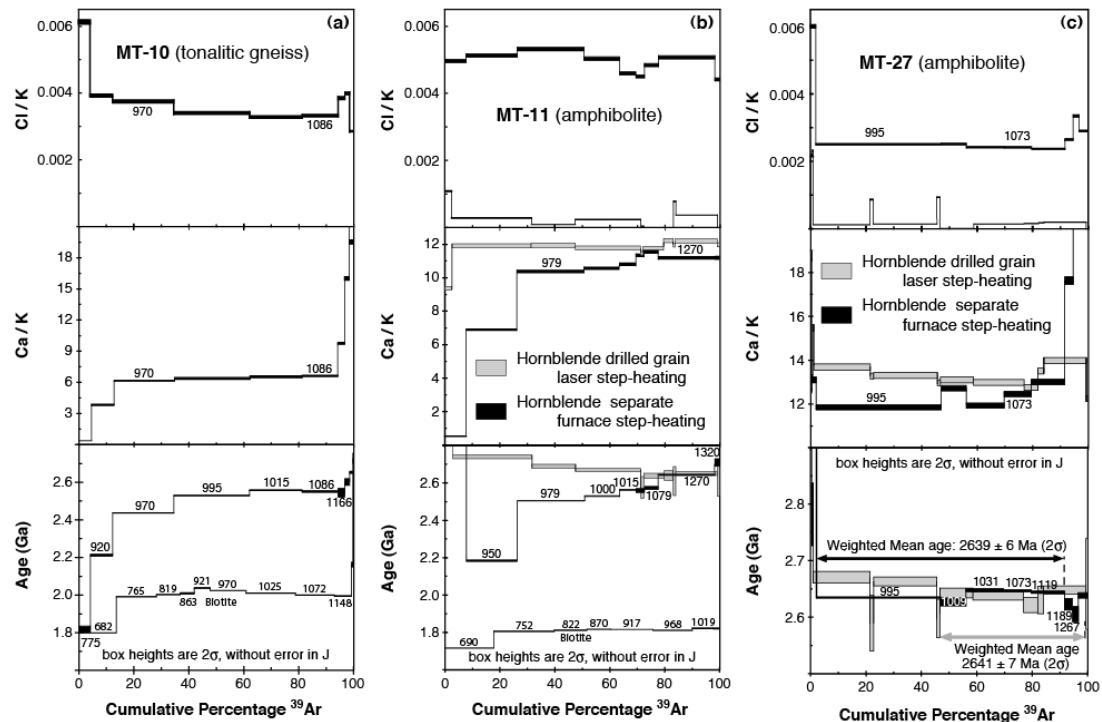 (a)
MT-10 (tonalitic gneiss)
Cl / K
0.006
0.004
0.002
970
1086
Ca / K
18
15
12
9
6
3
970
1086
Age (Ga)
2.6
2.4
2.2
2.0
1.8
775
920
970
995
1015
1086
1166
682
765
819
863
921
970
1025
1072
1148
Biotite
box heights are 2σ, without error in J
0 20 40 60 80 100
Cumulative Percentage ³⁹Ar
(b)
MT-11 (amphibolite)
Cl / K
0.006
0.004
0.002
Ca / K
12
10
8
6
4
2
979
1270
Hornblende drilled grain
laser step-heating
Hornblende separate
furnace step-heating
Age (Ga)
2.6
2.4
2.2
2.0
1.8
950
979
1000
1015
1079
1270
1320
690
752
822
870
917
968
1019
Biotite
box heights are 2σ, without error in J
0 20 40 60 80 100
Cumulative Percentage ³⁹Ar
(c)
MT-27 (amphibolite)
Cl / K
0.006
0.004
0.002
995
1073
Ca / K
18
16
14
12
Hornblende drilled grain
laser step-heating
Hornblende separate
furnace step-heating
995
1073
box heights are 2σ, without error in J
Age (Ga)
2.8
2.7
2.6
Weighted Mean age: 2639 ± 6 Ma (2σ)
995
1009
1031
1073
1119
1189
1267
Weighted Mean age
2641 ± 7 Ma (2σ)
0 20 40 60 80 100
Cumulative Percentage ³⁹Ar